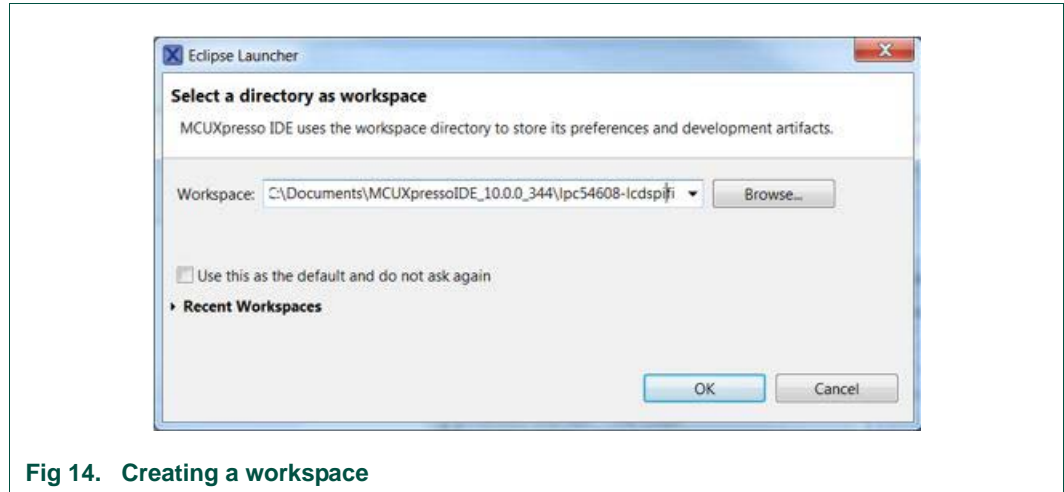 Eclipse Launcher
Select a directory as workspace
MCUXpresso IDE uses the workspace directory to store its preferences and development artifacts.
Workspace: C:\Documents\MCUXpressoIDE_10.0.0_344\lpc54608-lcdspifi Browse...
Use this as the default and do not ask again
Recent Workspaces
OK Cancel
Fig 14. Creating a workspace